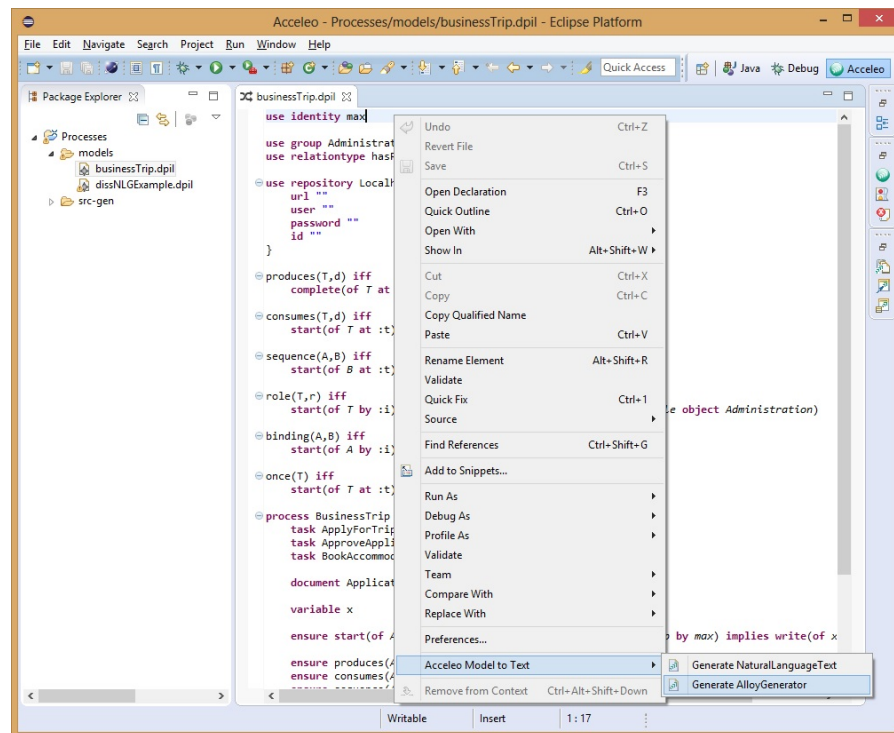 Acceleo - Processes/models/businessTrip.dpil - Eclipse Platform
File Edit Navigate Search Project Run Window Help
Quick Access Java Debug Acceleo
Package Explorer
Processes
models
businessTrip.dpil
dissNLGExample.dpil
src-gen
businessTrip.dpil
use identity max
use group Administrat
use relationtype hasR
use repository Localh
url ""
user ""
password ""
id ""
}
produces(T,d) iff
complete(of T at
consumes(T,d) iff
start(of T at :t)
sequence(A,B) iff
start(of B at :t)
role(T,r) iff
start(of T by :i) object Administration)
binding(A,B) iff
start(of A by :i)
once(T) iff
start(of T at :t)
process BusinessTrip
task ApplyForTrip
task ApproveAppli
task BookAccommod
document Applicat
variable x
ensure start(of A by max) implies write(of x
ensure produces(A
ensure consumes(A
Undo Ctrl+Z
Revert File
Save Ctrl+S
Open Declaration F3
Quick Outline Ctrl+O
Open With
Show In Alt+Shift+W
Cut Ctrl+X
Copy Ctrl+C
Copy Qualified Name
Paste Ctrl+V
Rename Element Alt+Shift+R
Validate
Quick Fix Ctrl+1
Source
Find References Ctrl+Shift+G
Add to Snippets...
Run As
Debug As
Profile As
Validate
Team
Compare With
Replace With
Preferences...
Acceleo Model to Text
Remove from Context Ctrl+Alt+Shift+Down
Generate NaturalLanguageText
Generate AlloyGenerator
Writable Insert 1 : 17